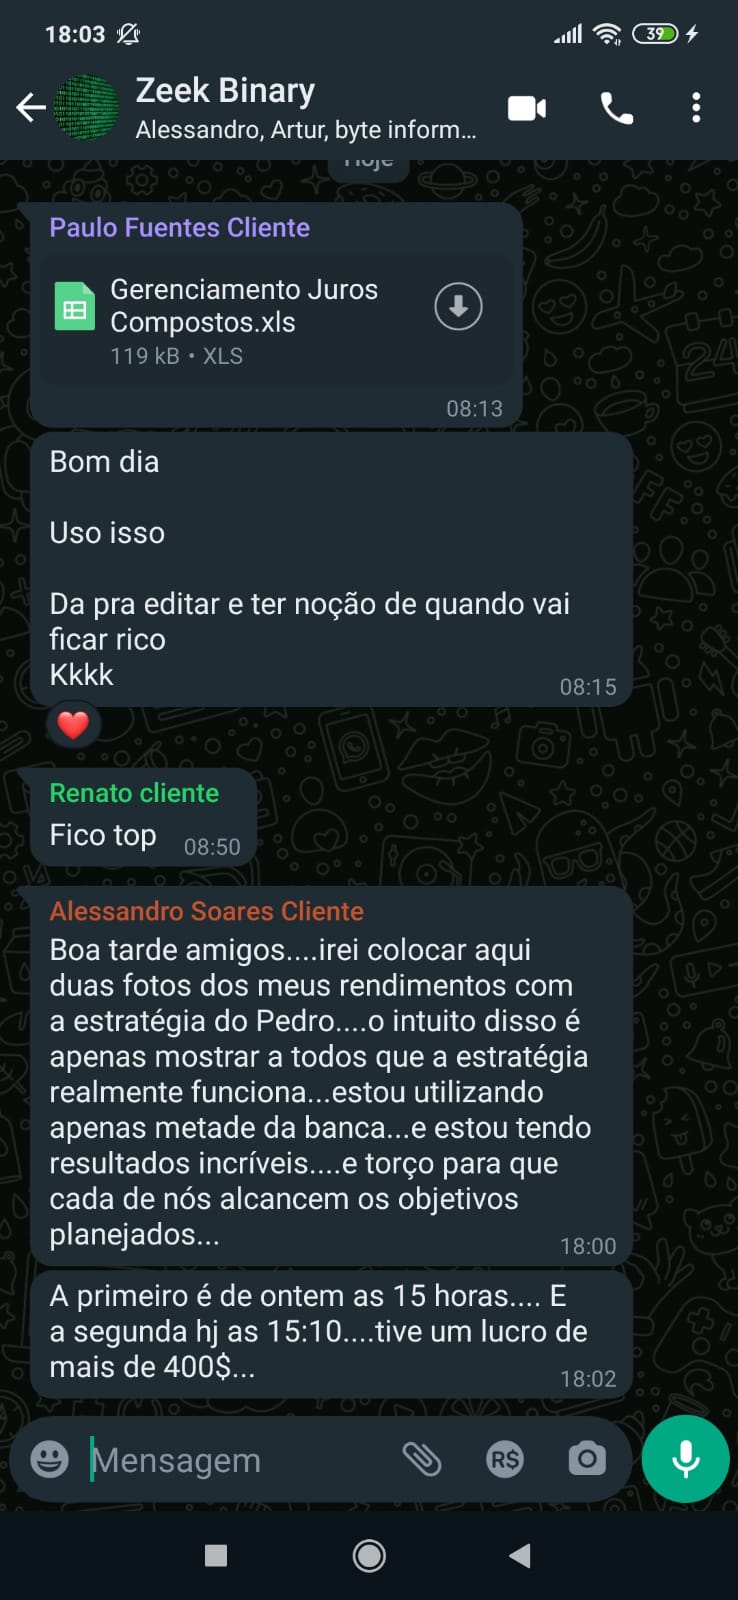 18:03
39
Zeek Binary
Alessandro, Artur, byte inform...
Hoje
Paulo Fuentes Cliente
Gerenciamento Juros
Compostos.xls
119 kB • XLS
08:13
Bom dia
Uso isso
Da pra editar e ter noção de quando vai
ficar rico
Kkkk
08:15
Renato cliente
Fico top
08:50
Alessandro Soares Cliente
Boa tarde amigos....irei colocar aqui
duas fotos dos meus rendimentos com
a estratégia do Pedro....o intuito disso é
apenas mostrar a todos que a estratégia
realmente funciona...estou utilizando
apenas metade da banca...e estou tendo
resultados incríveis....e torço para que
cada de nós alcancem os objetivos
planejados...
18:00
A primeiro é de ontem as 15 horas.... E
a segunda hj as 15:10....tive um lucro de
mais de 400$...
18:02
Mensagem
R$